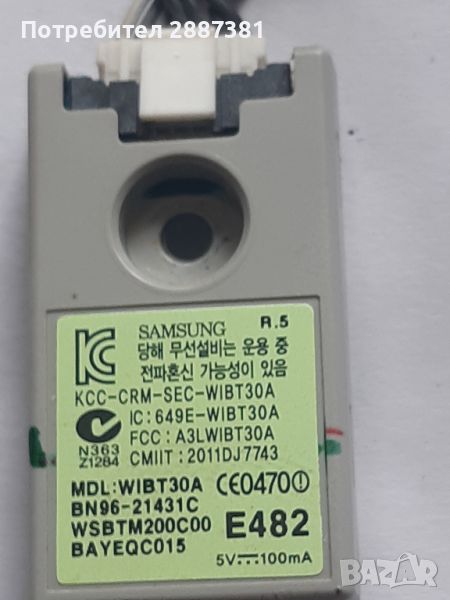 Потребител 2887381
SAMSUNG R.5
당해 무선설비는 운용 중
전파혼신 가능성이 있음
KCC-CRM-SEC-WIBT30A
IC:649E-WIBT30A
FCC: A3LWIBT30A
N363
Z1284
CMIIT: 2011DJ7743
MDL:WIBT30A CE0470
BN96-21431C
WSBTM200C00 E482
BAYEQC015
5V 100mA
BAZAR